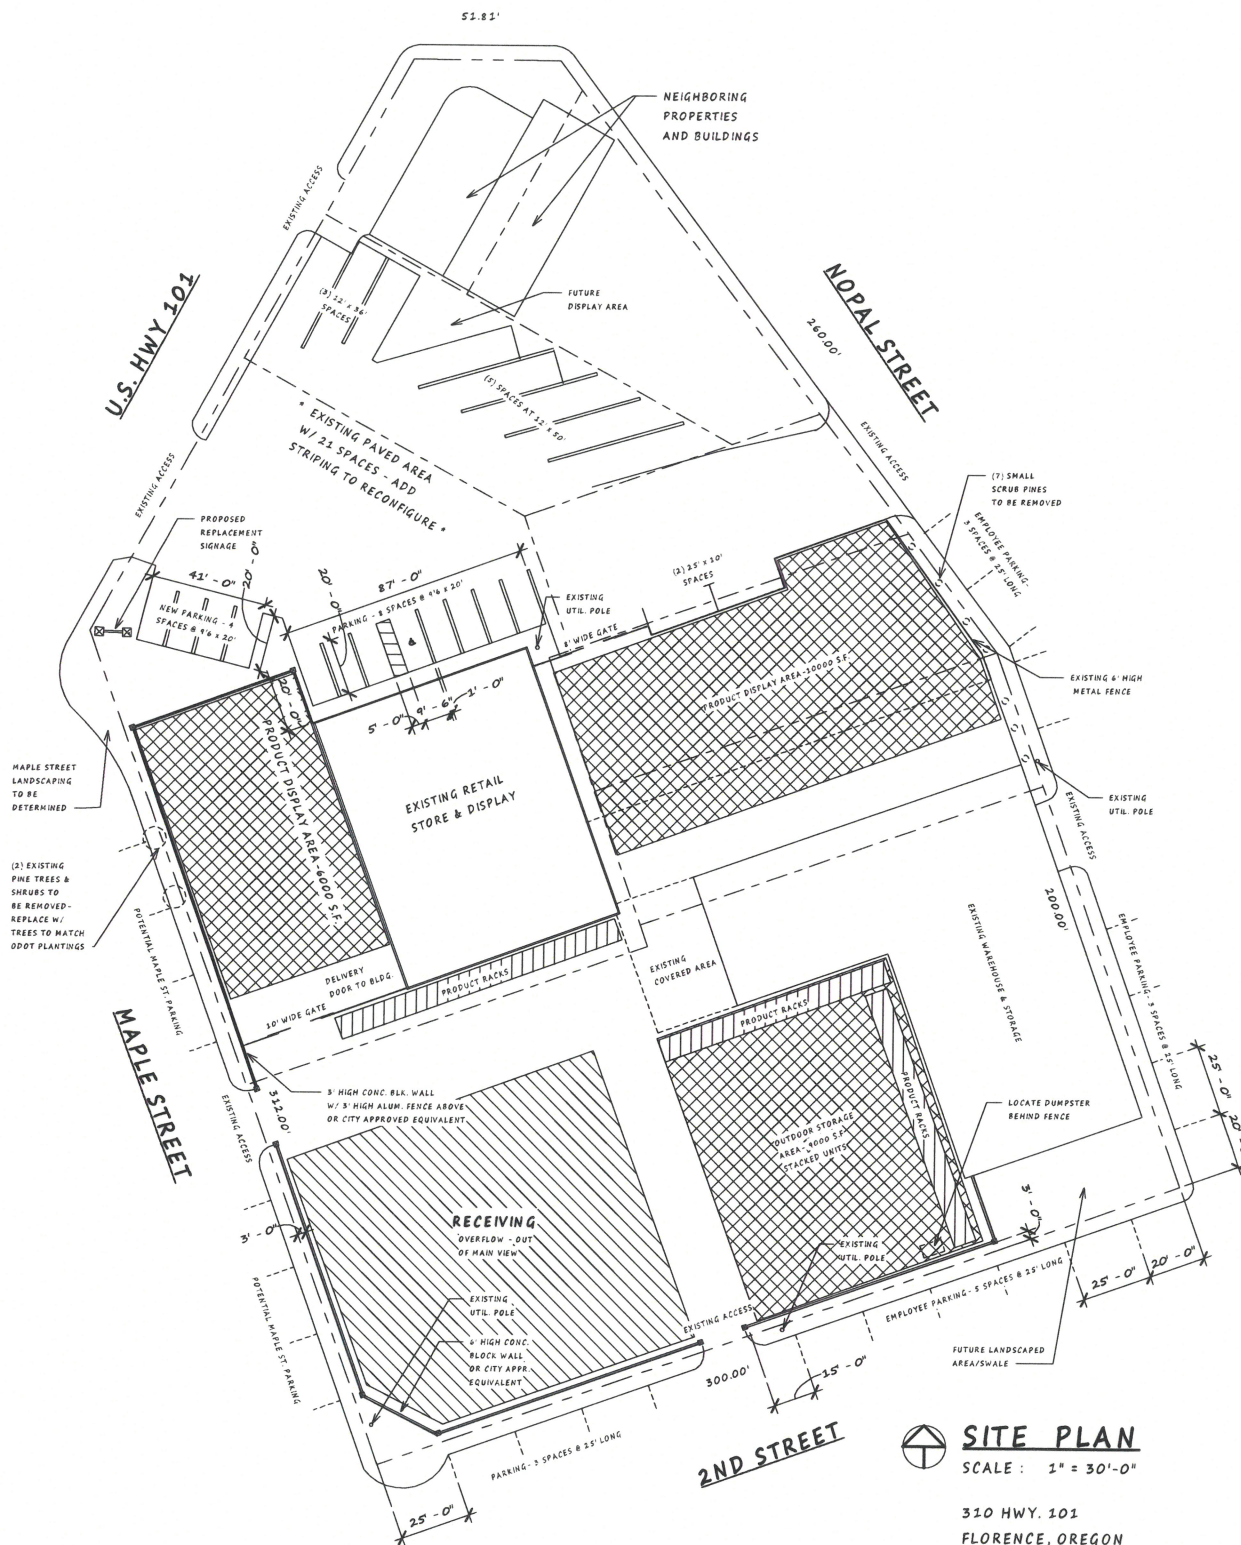 51.81'
NEIGHBORING
PROPERTIES
AND BUILDINGS
EXISTING ACCESS
U.S. HWY 101
(3) 12' X 36'
SPACES
FUTURE
DISPLAY AREA
NOPAL STREET
260.00'
(5) SPACES AT 12' X 50'
* EXISTING PAVED AREA
W/ 21 SPACES - ADD
STRIPING TO RECONFIGURE *
EXISTING ACCESS
EXISTING ACCESS
(7) SMALL
SCRUB PINES
TO BE REMOVED
EMPLOYEE PARKING-
3 SPACES @ 25' LONG
PROPOSED
REPLACEMENT
SIGNAGE
41' - 0"
20' - 0"
NEW PARKING - 4
SPACES @ 9'6 X 20'
20' - 0"
87' - 0"
PARKING - 8 SPACES @ 9'6 X 20'
EXISTING
UTIL. POLE
(2) 25' X 10'
SPACES
8' WIDE GATE
PRODUCT DISPLAY AREA-10000 S.F.
EXISTING 6' HIGH
METAL FENCE
20' - 0"
5' - 0"
9' - 6"
1' - 0"
PRODUCT DISPLAY AREA-6000 S.F.
EXISTING RETAIL
STORE & DISPLAY
MAPLE STREET
LANDSCAPING
TO BE
DETERMINED
EXISTING
UTIL. POLE
EXISTING ACCESS
(2) EXISTING
PINE TREES &
SHRUBS TO
BE REMOVED-
REPLACE W/
TREES TO MATCH
ODOT PLANTINGS
POTENTIAL MAPLE ST. PARKING
200.00'
EXISTING WAREHOUSE & STORAGE
EMPLOYEE PARKING- 3 SPACES @ 25' LONG
DELIVERY
DOOR TO BLDG.
PRODUCT RACKS
EXISTING
COVERED AREA
10' WIDE GATE
PRODUCT RACKS
MAPLE STREET
3' HIGH CONC. BLK. WALL
W/ 3' HIGH ALUM. FENCE ABOVE
OR CITY APPROVED EQUIVALENT
312.00'
EXISTING ACCESS
PRODUCT RACKS
LOCATE DUMPSTER
BEHIND FENCE
25' - 0"
OUTDOOR STORAGE
AREA- 9000 S.F.
STACKED UNITS
RECEIVING
OVERFLOW - OUT
OF MAIN VIEW
3' - 0"
3' - 0"
EXISTING
UTIL. POLE
POTENTIAL MAPLE ST. PARKING
EXISTING
UTIL. POLE
6' HIGH CONC.
BLOCK WALL
OR CITY APPR.
EQUIVALENT
EXISTING ACCESS
EMPLOYEE PARKING- 5 SPACES @ 25' LONG
25' - 0"
20' - 0"
FUTURE LANDSCAPED
AREA/SWALE
300.00'
15' - 0"
2ND STREET
PARKING- 3 SPACES @ 25' LONG
25' - 0"
SITE PLAN
SCALE : 1" = 30'-0"
310 HWY. 101
FLORENCE, OREGON